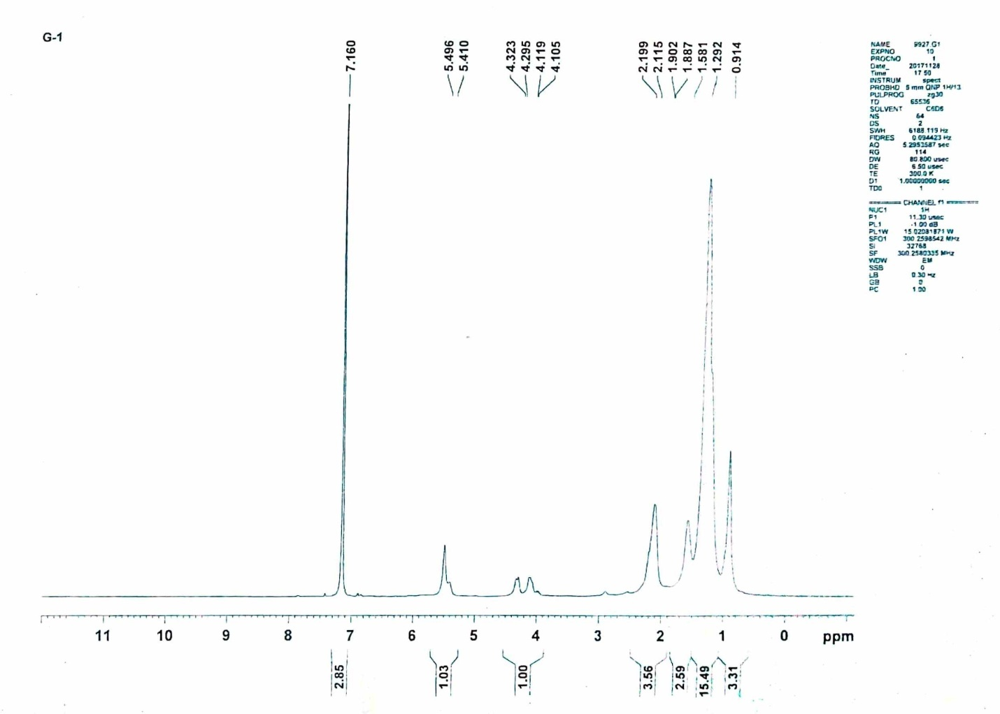 G-1
7.160
5.496
5.410
4.323
4.295
4.119
4.105
2.199
2.115
1.902
1.887
1.581
1.292
0.914
NAME 9927.G1
EXPNO 10
PROCNO 1
Date_ 20171128
Time 17.50
INSTRUM spect
PROBHD 5 mm QNP 1H/13
PULPROG zg30
TD 65536
SOLVENT C6D6
NS 64
DS 2
SWH 6188.119 Hz
FIDRES 0.094423 Hz
AQ 5.2953587 sec
RG 114
DW 80.800 usec
DE 6.50 usec
TE 300.0 K
D1 1.00000000 sec
TD0 1
======== CHANNEL f1 ========
NUC1 1H
P1 11.30 usec
PL1 -1.00 dB
PL1W 15.02081871 W
SFO1 300.2598542 MHz
SI 32768
SF 300.2580335 MHz
WDW EM
SSB 0
LB 0.30 Hz
GB 0
PC 1.00
11 10 9 8 7 6 5 4 3 2 1 0 ppm
2.85
1.03
1.00
3.56
2.59
15.49
3.31